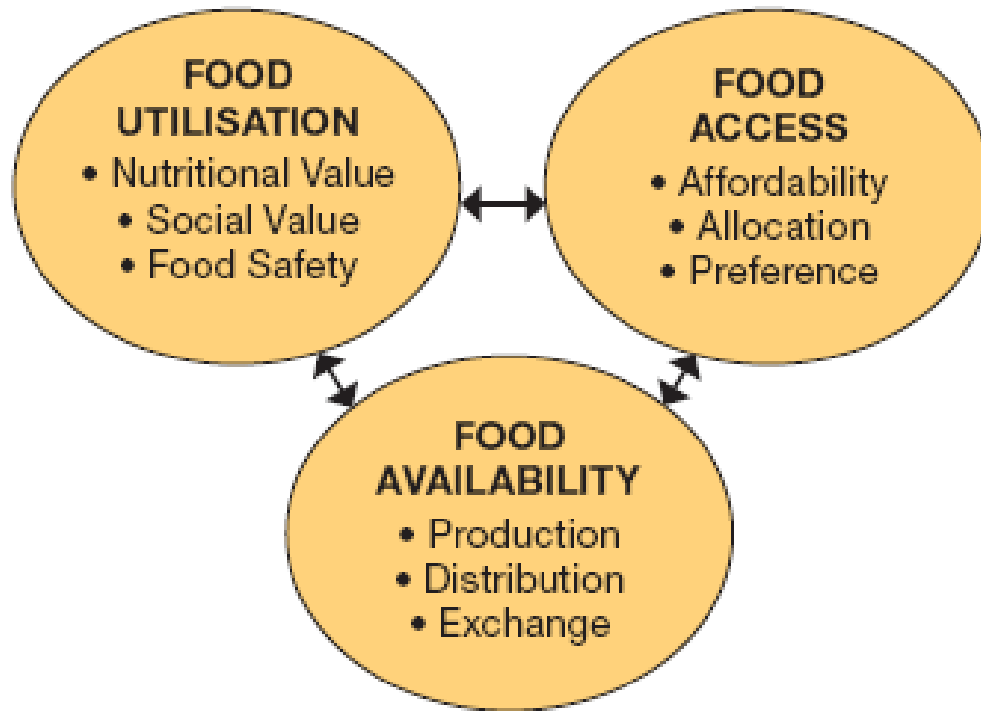 FOOD
UTILISATION
• Nutritional Value
• Social Value
• Food Safety
FOOD
ACCESS
• Affordability
• Allocation
• Preference
FOOD
AVAILABILITY
• Production
• Distribution
• Exchange